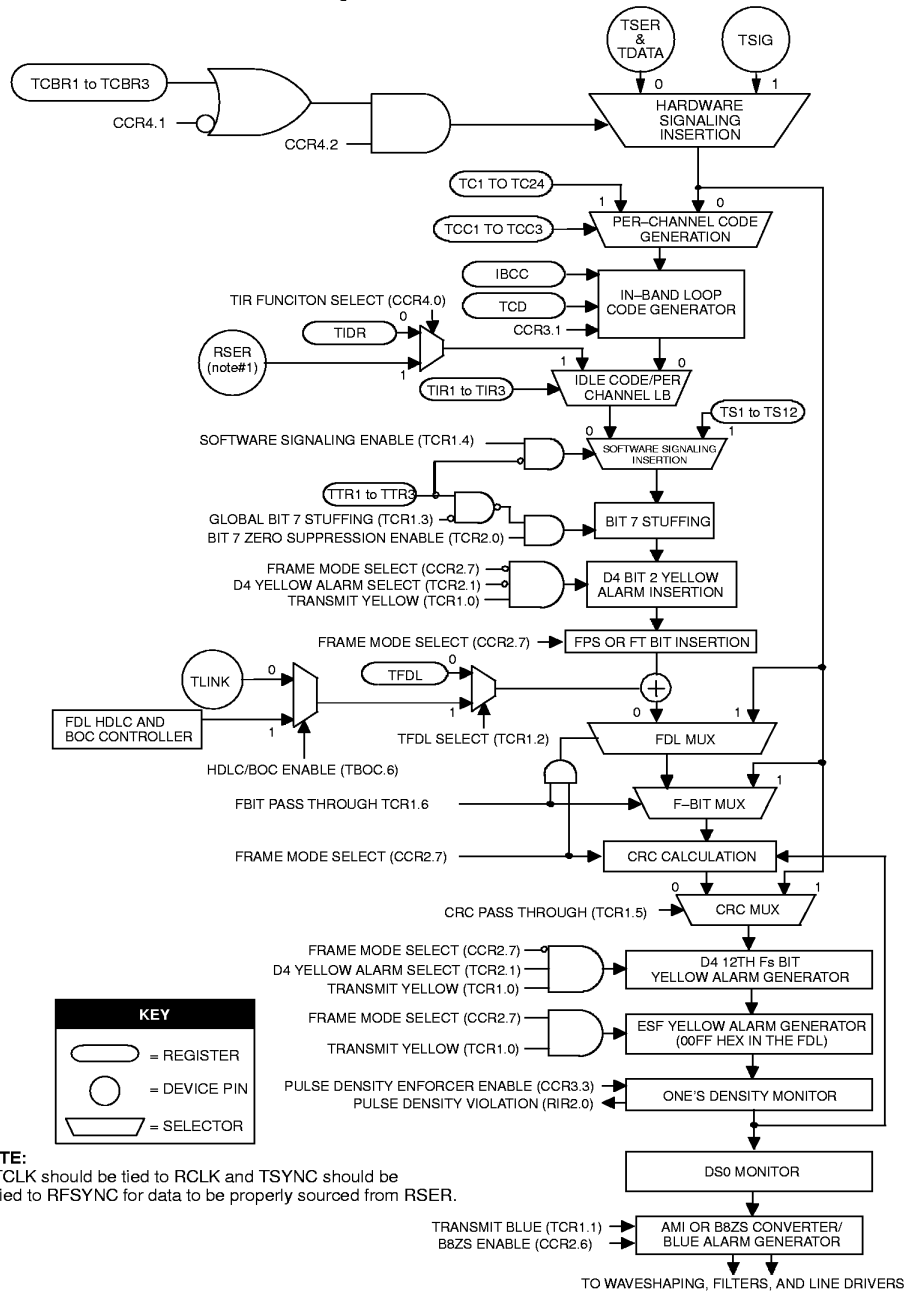 TSER
&
TDATA
TSIG
0
1
TCBR1 to TCBR3
HARDWARE
SIGNALING
INSERTION
CCR4.1
CCR4.2
TC1 TO TC24
1
0
TCC1 TO TCC3
PER–CHANNEL CODE
GENERATION
IBCC
TIR FUNCITON SELECT (CCR4.0)
IN–BAND LOOP
CODE GENERATOR
TCD
0
TIDR
CCR3.1
RSER
(note#1)
1
1
0
TIR1 to TIR3
IDLE CODE/PER
CHANNEL LB
TS1 to TS12
0
1
SOFTWARE SIGNALING ENABLE (TCR1.4)
SOFTWARE SIGNALING
INSERTION
TTR1 to TTR3
GLOBAL BIT 7 STUFFING (TCR1.3)
BIT 7 STUFFING
BIT 7 ZERO SUPPRESSION ENABLE (TCR2.0)
FRAME MODE SELECT (CCR2.7)
D4 YELLOW ALARM SELECT (TCR2.1)
TRANSMIT YELLOW (TCR1.0)
D4 BIT 2 YELLOW
ALARM INSERTION
FRAME MODE SELECT (CCR2.7)
FPS OR FT BIT INSERTION
0
TLINK
0
TFDL
1
0
1
FDL HDLC AND
BOC CONTROLLER
1
TFDL SELECT (TCR1.2)
FDL MUX
HDLC/BOC ENABLE (TBOC.6)
1
FBIT PASS THROUGH TCR1.6
F–BIT MUX
FRAME MODE SELECT (CCR2.7)
CRC CALCULATION
0
1
CRC PASS THROUGH (TCR1.5)
CRC MUX
FRAME MODE SELECT (CCR2.7)
D4 YELLOW ALARM SELECT (TCR2.1)
TRANSMIT YELLOW (TCR1.0)
D4 12TH Fs BIT
YELLOW ALARM GENERATOR
KEY
= REGISTER
= DEVICE PIN
= SELECTOR
FRAME MODE SELECT (CCR2.7)
TRANSMIT YELLOW (TCR1.0)
ESF YELLOW ALARM GENERATOR
(00FF HEX IN THE FDL)
PULSE DENSITY ENFORCER ENABLE (CCR3.3)
PULSE DENSITY VIOLATION (RIR2.0)
ONE'S DENSITY MONITOR
TE:
TCLK should be tied to RCLK and TSYNC should be
ied to RFSYNC for data to be properly sourced from RSER.
DS0 MONITOR
TRANSMIT BLUE (TCR1.1)
B8ZS ENABLE (CCR2.6)
AMI OR B8ZS CONVERTER/
BLUE ALARM GENERATOR
TO WAVESHAPING, FILTERS, AND LINE DRIVERS